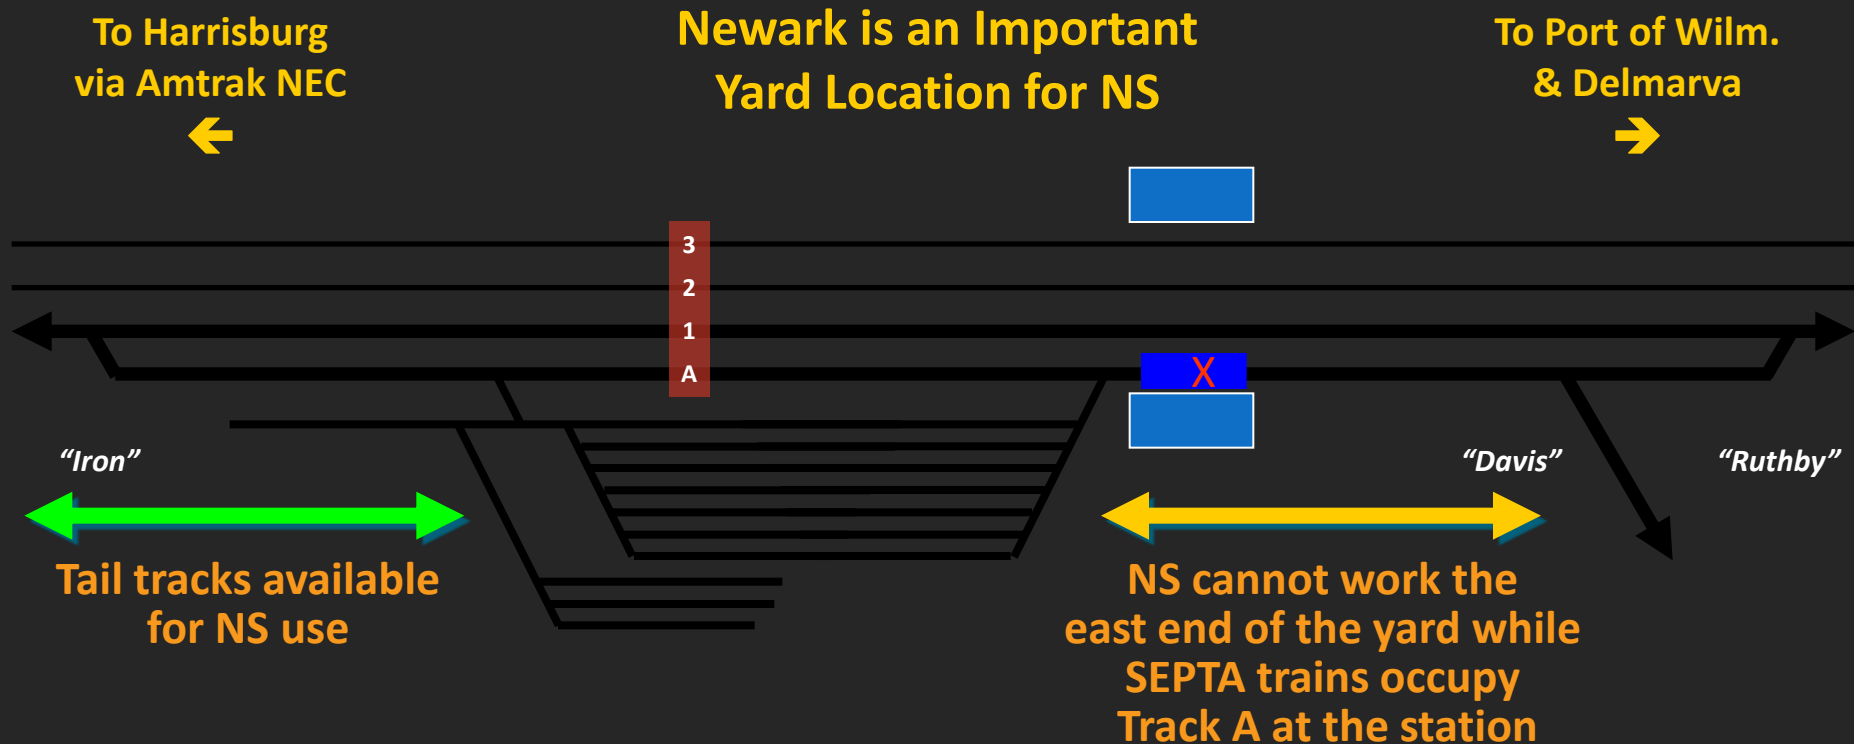 To Harrisburg
via Amtrak NEC
Newark is an Important
Yard Location for NS
To Port of Wilm.
& Delmarva
3
2
1
A
X
“Iron”
“Davis”
“Ruthby”
Tail tracks available
for NS use
NS cannot work the
east end of the yard while
SEPTA trains occupy
Track A at the station